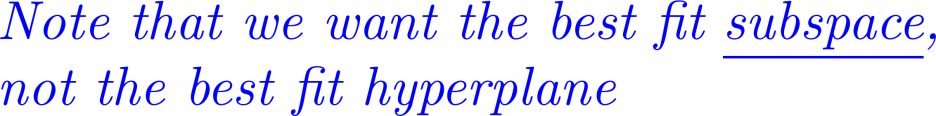 Note that we want the best fit subspace,
not the best fit hyperplane